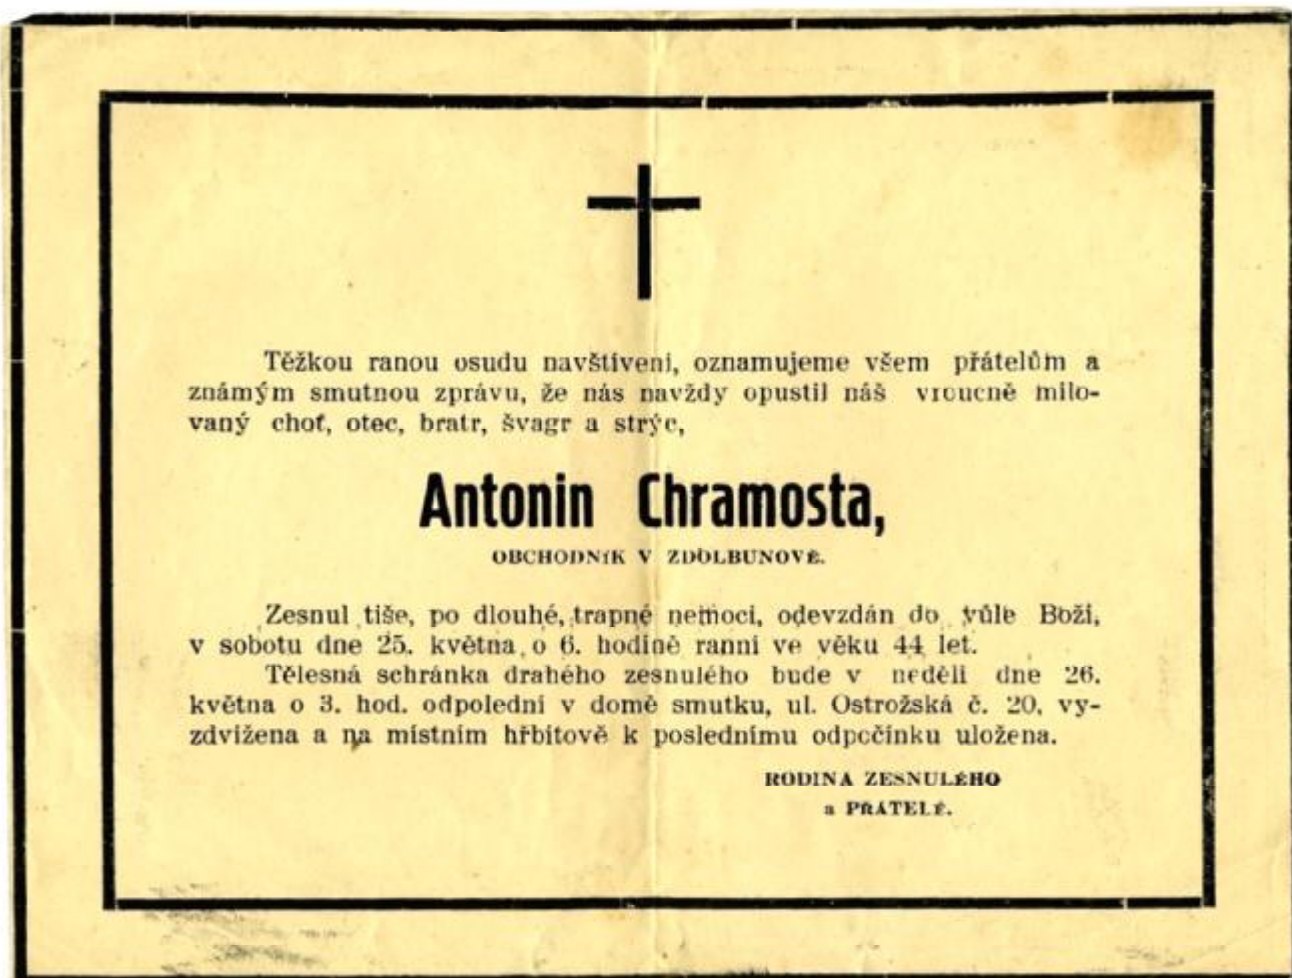 Těžkou ranou osudu navštíveni, oznamujeme všem přátelům a
známým smutnou zprávu, že nás navždy opustil náš vroucně milo-
vaný choť, otec, bratr, švagr a strýc,
Antonin Chramosta,
OBCHODNÍK V ZDOLBUNOVĚ.
Zesnul tiše, po dlouhé, trapné nemoci, odevzdán do vůle Boží,
v sobotu dne 25. května o 6. hodině ranní ve věku 44 let.
Tělesná schránka drahého zesnulého bude v neděli dne 26.
května o 3. hod. odpolední v domě smutku, ul. Ostrožská č. 20, vy-
zdvižena a na místním hřbitově k poslednímu odpočinku uložena.
RODINA ZESNULÉHO
a PŘÁTELÉ.